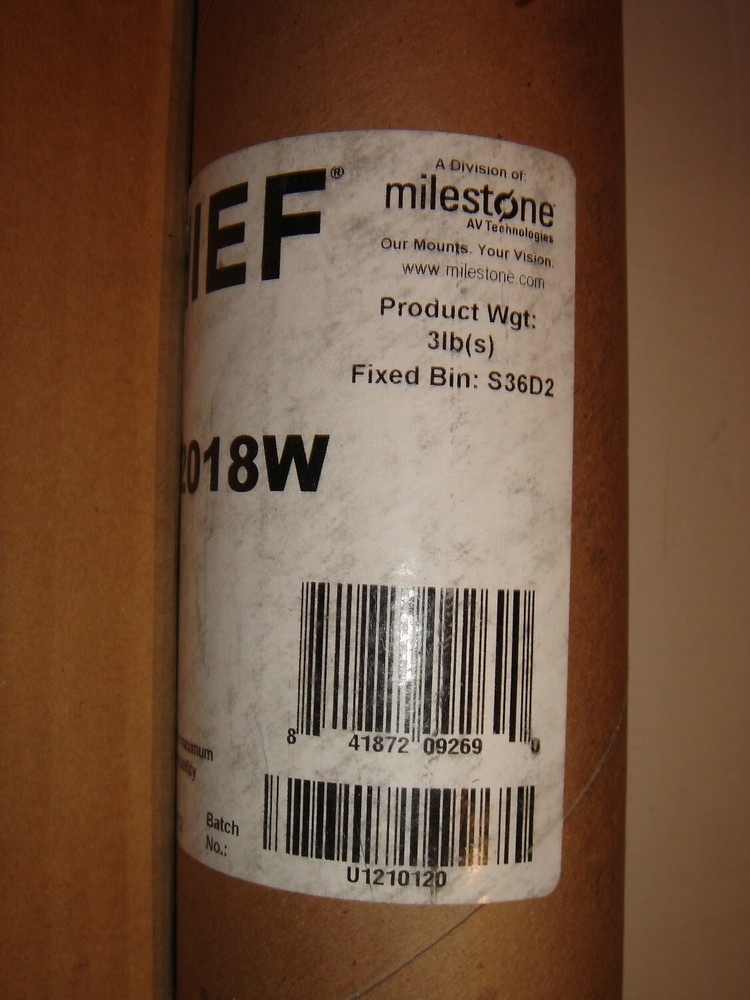 IEF®
A Division of:
milestone
AV Technologies
Our Mounts. Your Vision.
www.milestone.com
Product Wgt:
3lb(s)
Fixed Bin: S36D2
2018W
8 41872 09269 0
Batch
No.:
U1210120